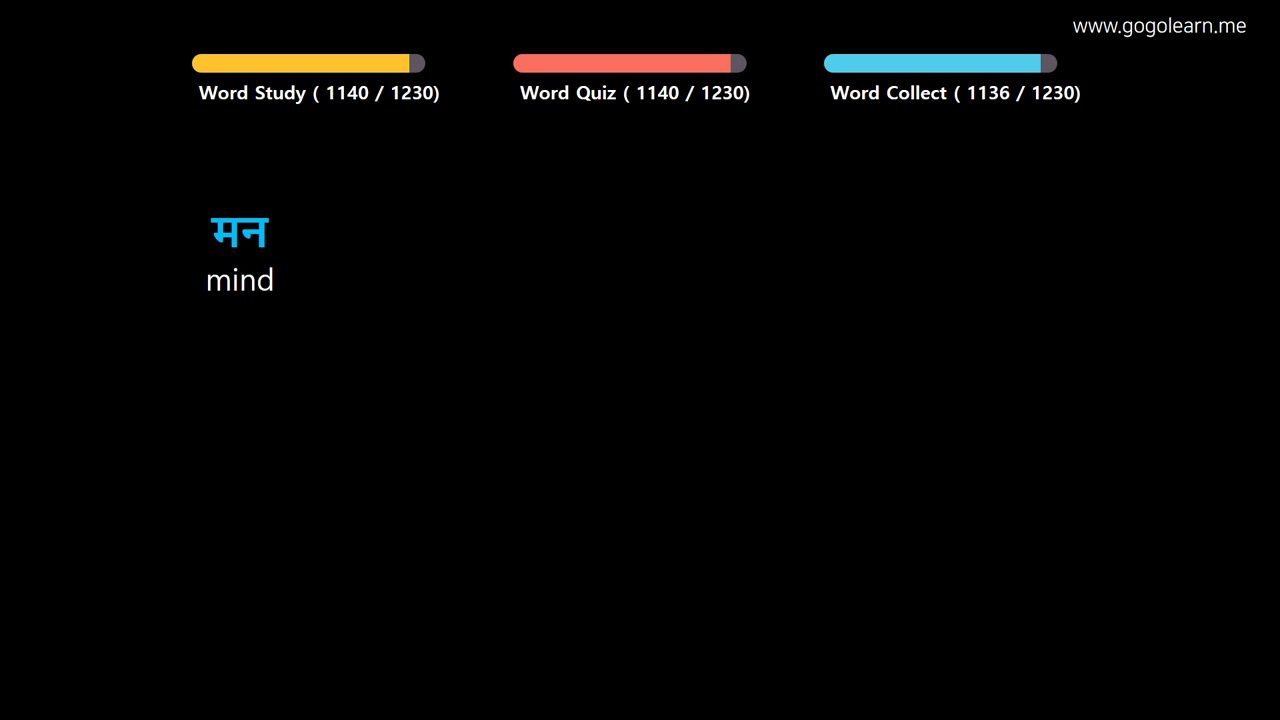 www.gogolearn.me
Word Study ( 1140 / 1230)
Word Quiz ( 1140 / 1230)
Word Collect ( 1136 / 1230)
मन
mind